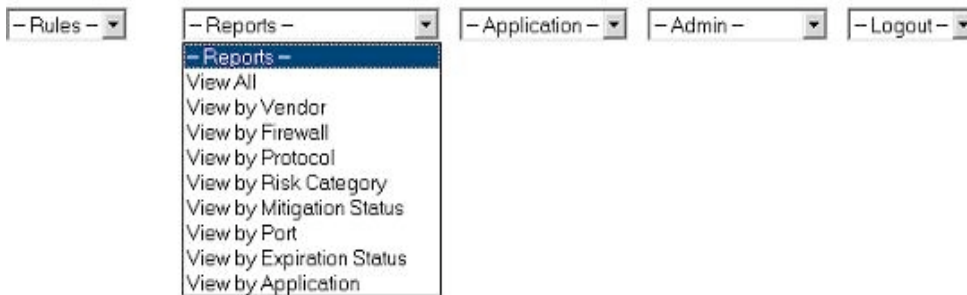 – Rules – – Reports – – Application – – Admin – – Logout –
– Reports –
View All
View by Vendor
View by Firewall
View by Protocol
View by Risk Category
View by Mitigation Status
View by Port
View by Expiration Status
View by Application